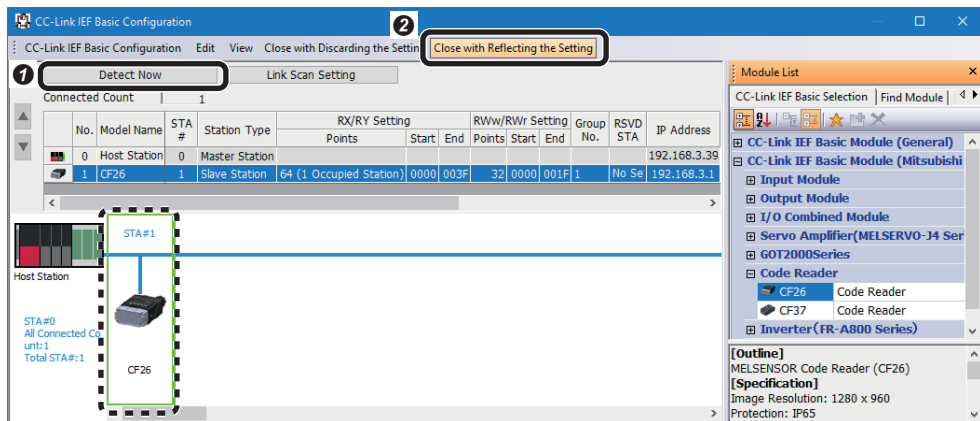 CC-Link IEF Basic Configuration
2
CC-Link IEF Basic Configuration Edit View Close with Discarding the Settin Close with Reflecting the Setting
1
Detect Now Link Scan Setting
Connected Count 1
No. Model Name STA # Station Type RX/RY Setting RWw/RWr Setting Group No. RSVD STA IP Address
Points Start End Points Start End
0 Host Station 0 Master Station 192.168.3.39
1 CF26 1 Slave Station 64 (1 Occupied Station) 0000 003F 32 0000 001F 1 No Se 192.168.3.1
STA#1
Host Station
STA#0
All Connected Co
unt:1
Total STA#:1
CF26
Module List
CC-Link IEF Basic Selection Find Module
CC-Link IEF Basic Module (General)
CC-Link IEF Basic Module (Mitsubishi
Input Module
Output Module
I/O Combined Module
Servo Amplifier(MELSERVO-J4 Seri
GOT2000Series
Code Reader
CF26 Code Reader
CF37 Code Reader
Inverter(FR-A800 Series)
[Outline]
MELSENSOR Code Reader (CF26)
[Specification]
Image Resolution: 1280 x 960
Protection: IP65